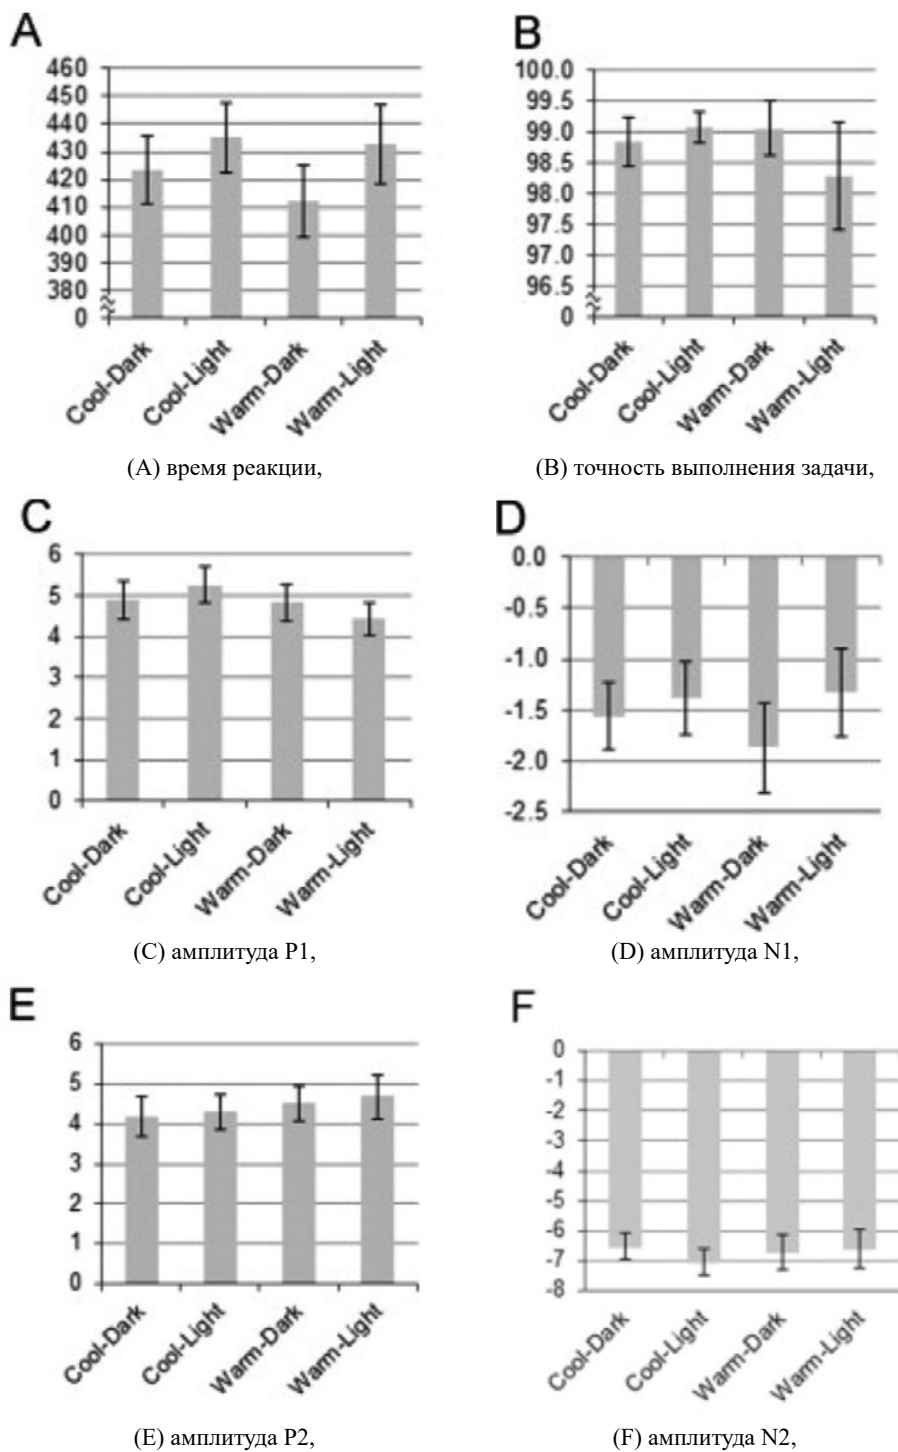 A
B
460
450
440
430
420
410
400
390
380
0
Cool-Dark
Cool-Light
Warm-Dark
Warm-Light
100.0
99.5
99.0
98.5
98.0
97.5
97.0
96.5
0
Cool-Dark
Cool-Light
Warm-Dark
Warm-Light
(A) время реакции,
(B) точность выполнения задачи,
C
D
6
5
4
3
2
1
0
Cool-Dark
Cool-Light
Warm-Dark
Warm-Light
0.0
-0.5
-1.0
-1.5
-2.0
-2.5
Cool-Dark
Cool-Light
Warm-Dark
Warm-Light
(C) амплитуда P1,
(D) амплитуда N1,
E
F
6
5
4
3
2
1
0
Cool-Dark
Cool-Light
Warm-Dark
Warm-Light
0
-1
-2
-3
-4
-5
-6
-7
-8
Cool-Dark
Cool-Light
Warm-Dark
Warm-Light
(E) амплитуда P2,
(F) амплитуда N2,